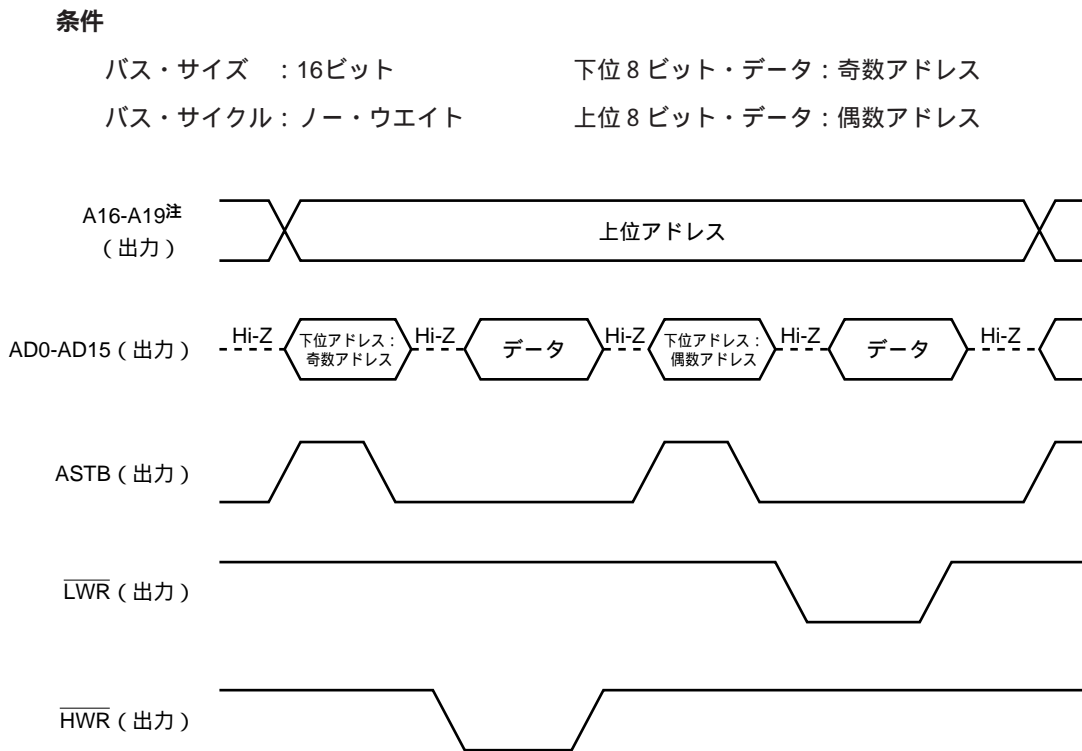 条件
バス・サイズ　：16ビット　下位８ビット・データ：奇数アドレス
バス・サイクル：ノー・ウエイト　上位８ビット・データ：偶数アドレス
A16-A19注
（出力）
上位アドレス
AD0-AD15（出力）
Hi-Z
下位アドレス：
奇数アドレス
Hi-Z
データ
Hi-Z
下位アドレス：
偶数アドレス
Hi-Z
データ
Hi-Z
ASTB（出力）
LWR（出力）
HWR（出力）